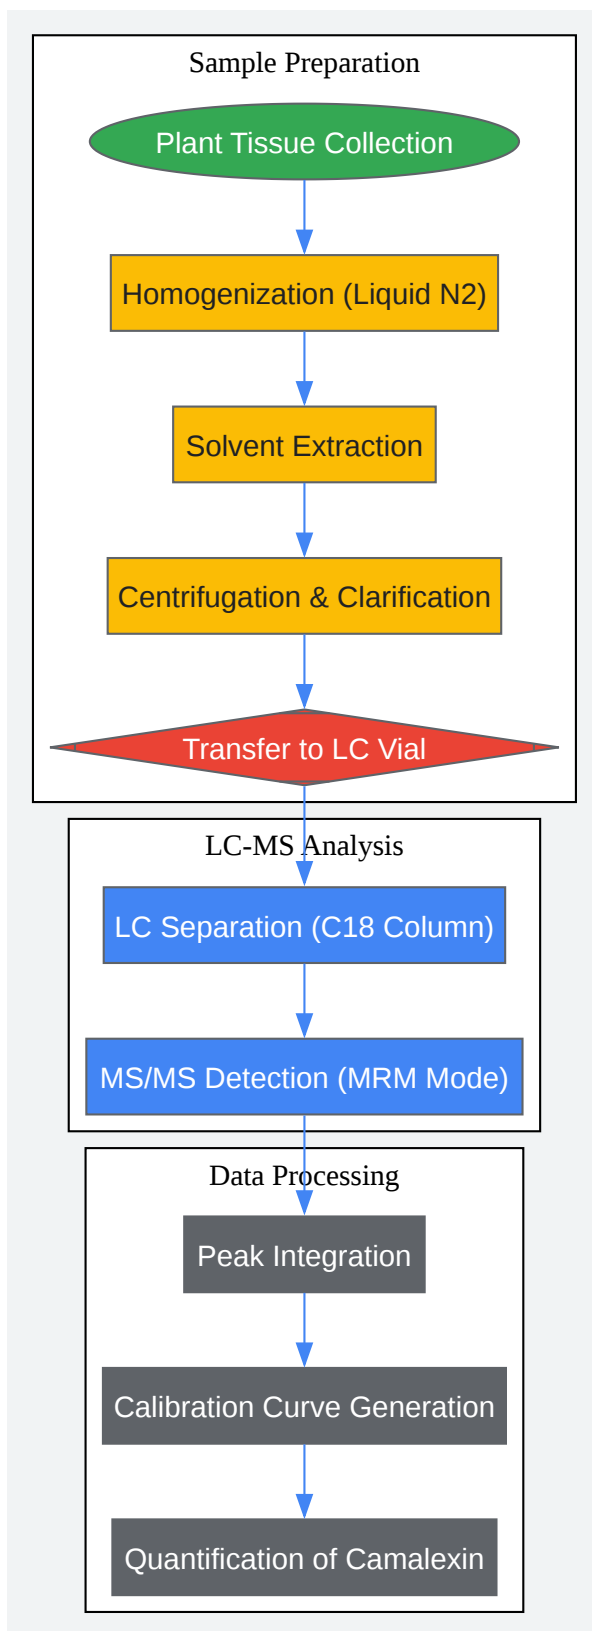 Sample Preparation
Plant Tissue Collection
Homogenization (Liquid N2)
Solvent Extraction
Centrifugation & Clarification
Transfer to LC Vial
LC-MS Analysis
LC Separation (C18 Column)
MS/MS Detection (MRM Mode)
Data Processing
Peak Integration
Calibration Curve Generation
Quantification of Camalexin